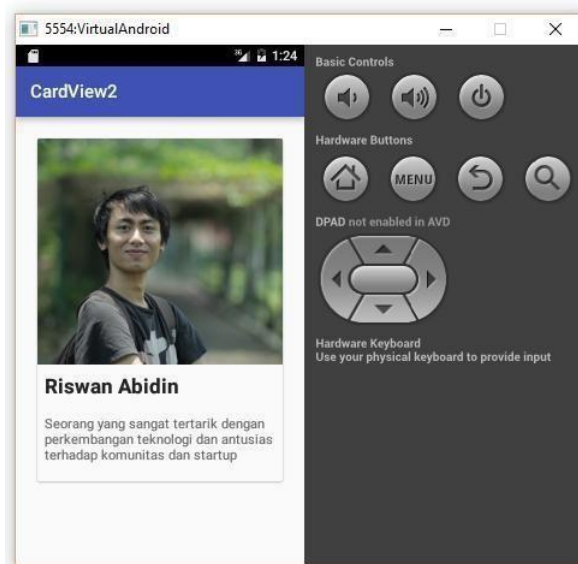 5554:VirtualAndroid
3G 1:24
CardView2
Riswan Abidin
Seorang yang sangat tertarik dengan
perkembangan teknologi dan antusias
terhadap komunitas dan startup
Basic Controls
Hardware Buttons
MENU
DPAD not enabled in AVD
Hardware Keyboard
Use your physical keyboard to provide input